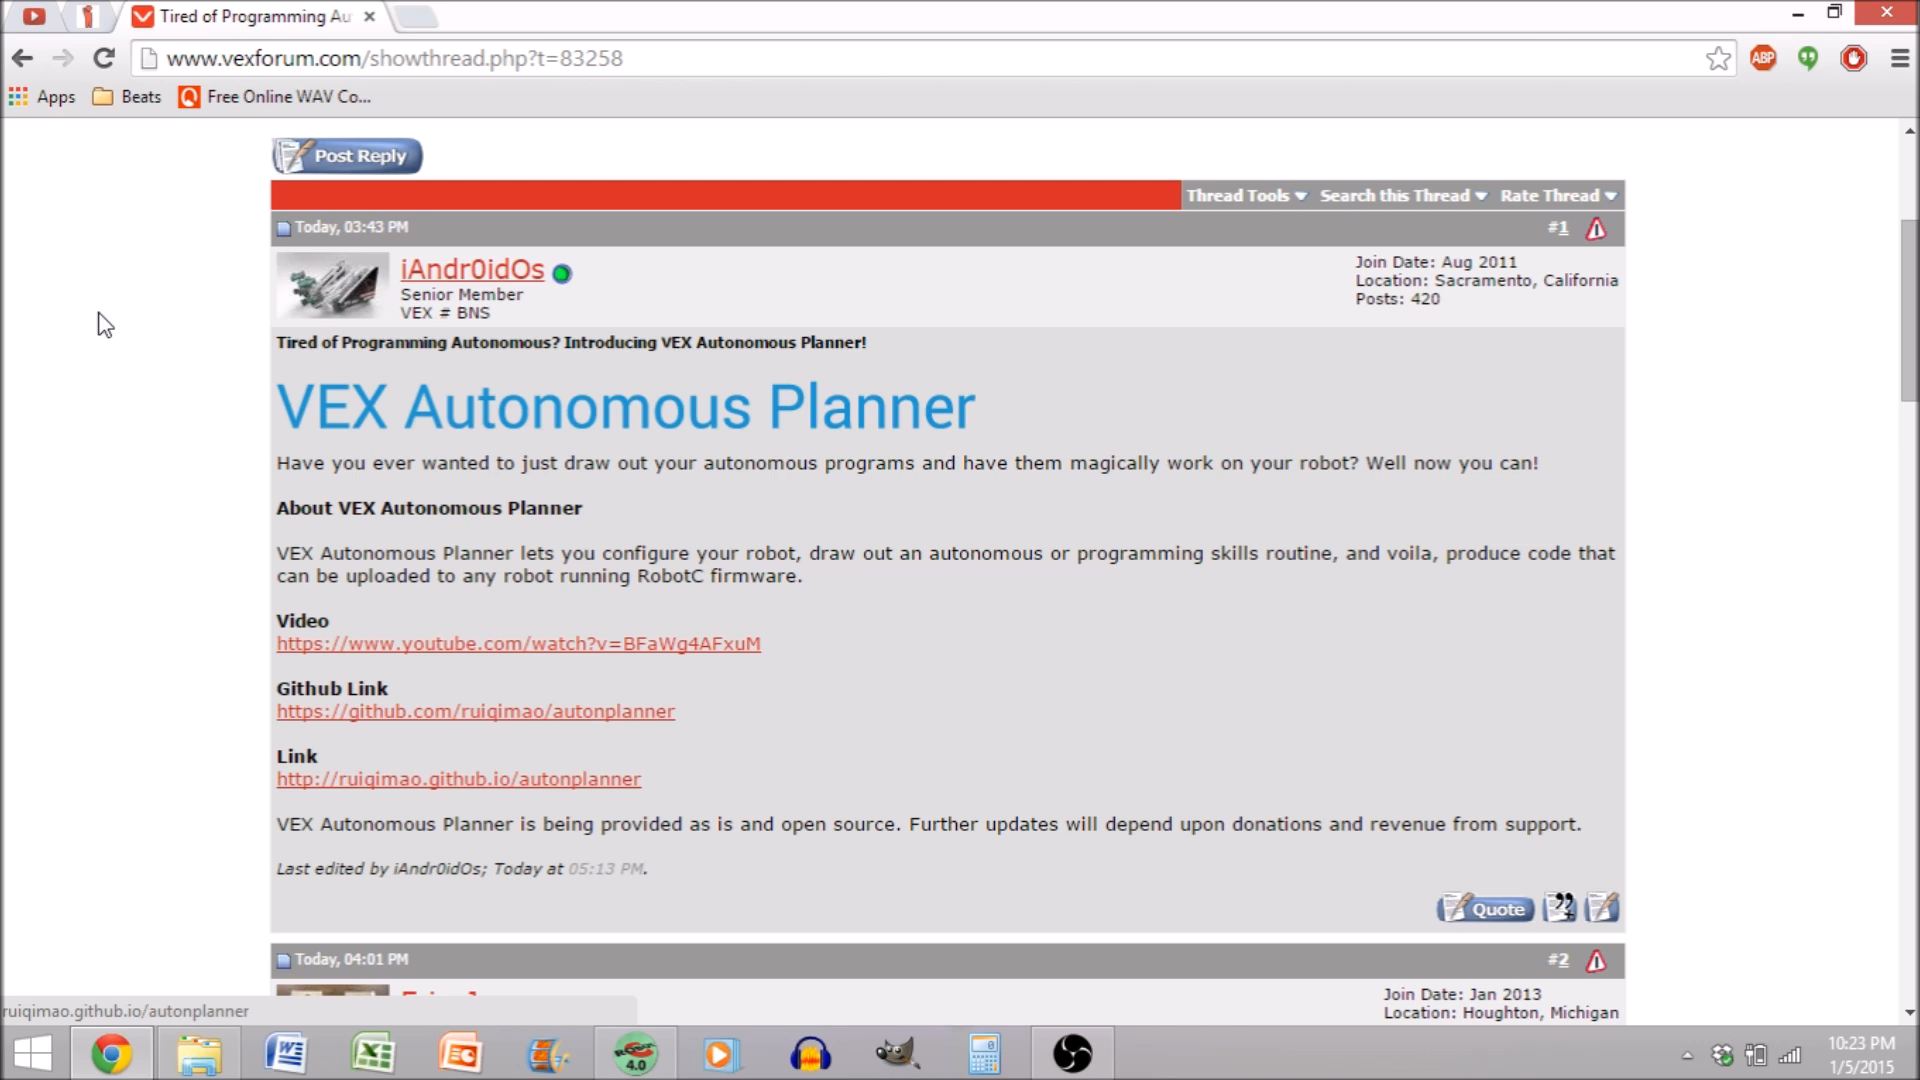 Tired of Programming Au
www.vexforum.com/showthread.php?t=83258
ABP
Apps Beats Free Online WAV Co...
Post Reply
Thread Tools Search this Thread Rate Thread
Today, 03:43 PM #1
iAndr0idOs
Senior Member
VEX # BNS
Join Date: Aug 2011
Location: Sacramento, California
Posts: 420
Tired of Programming Autonomous? Introducing VEX Autonomous Planner!
VEX Autonomous Planner
Have you ever wanted to just draw out your autonomous programs and have them magically work on your robot? Well now you can!
About VEX Autonomous Planner
VEX Autonomous Planner lets you configure your robot, draw out an autonomous or programming skills routine, and voila, produce code that
can be uploaded to any robot running RobotC firmware.
Video
https://www.youtube.com/watch?v=BFaWg4AFxuM
Github Link
https://github.com/ruiqimao/autonplanner
Link
http://ruiqimao.github.io/autonplanner
VEX Autonomous Planner is being provided as is and open source. Further updates will depend upon donations and revenue from support.
Last edited by iAndr0idOs; Today at 05:13 PM.
Quote
Today, 04:01 PM #2
Join Date: Jan 2013
Location: Houghton, Michigan
ruiqimao.github.io/autonplanner
4.0
10:23 PM
1/5/2015